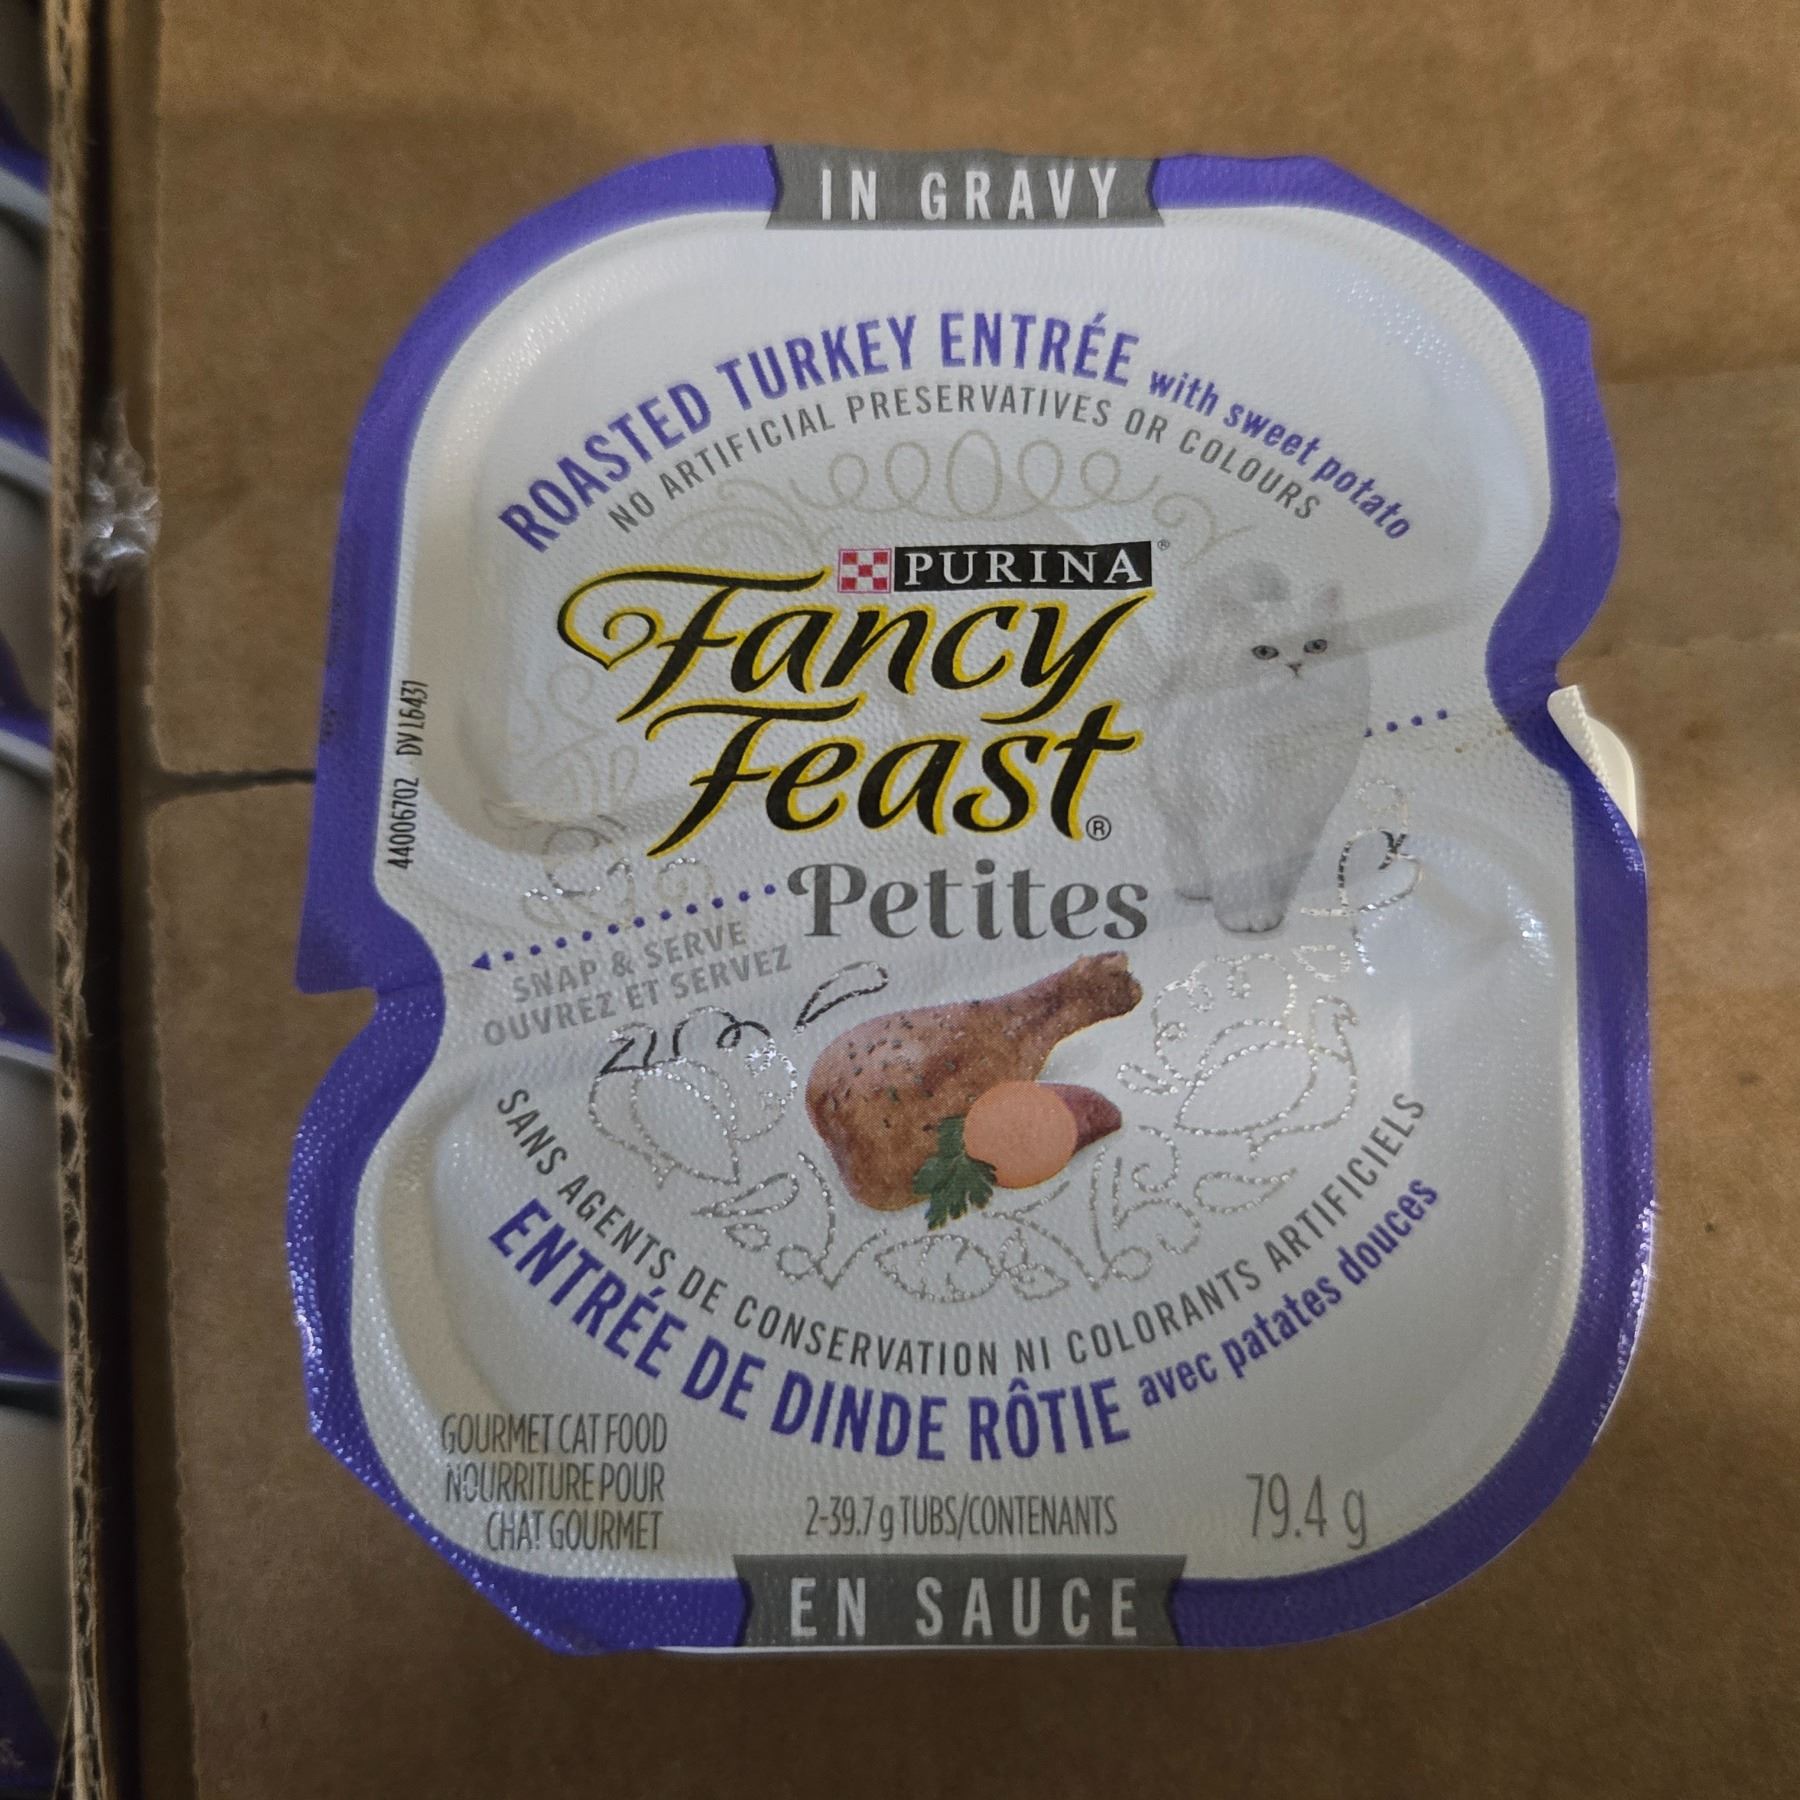 IN GRAVY
ROASTED TURKEY ENTRÉE with sweet potato
NO ARTIFICIAL PRESERVATIVES OR COLOURS
PURINA®
Fancy
Feast®
Petites
44006702 DV L6431
SNAP & SERVE
OUVREZ ET SERVEZ
SANS AGENTS DE CONSERVATION NI COLORANTS ARTIFICIELS
ENTRÉE DE DINDE RÔTIE avec patates douces
GOURMET CAT FOOD
NOURRITURE POUR
CHAT GOURMET
2-39.7 g TUBS/CONTENANTS
79.4 g
EN SAUCE